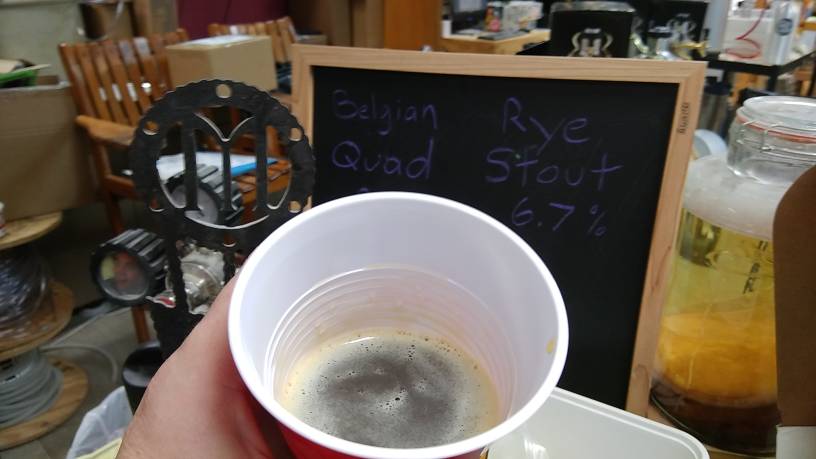 Belgian
Quad
Rye
Stout
6.7%